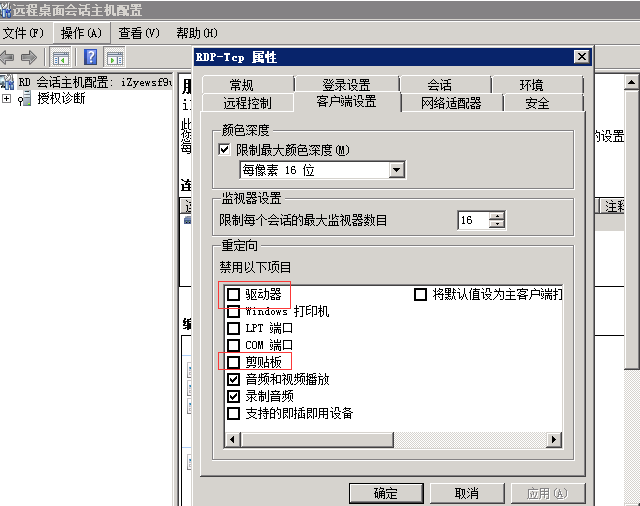 远程桌面会话主机配置
文件(F) 操作(A) 查看(V) 帮助(H)
RD 会话主机配置: iZyewsf9u
授权诊断
RDP-Tcp 属性
常规 登录设置 会话 环境
远程控制 客户端设置 网络适配器 安全
颜色深度
限制最大颜色深度(M)
每像素 16 位
监视器设置
限制每个会话的最大监视器数目 16
重定向
禁用以下项目
驱动器 将默认值设为主客户端打
Windows 打印机
LPT 端口
COM 端口
剪贴板
音频和视频播放
录制音频
支持的即插即用设备
确定 取消 应用(A)
的设置
注释